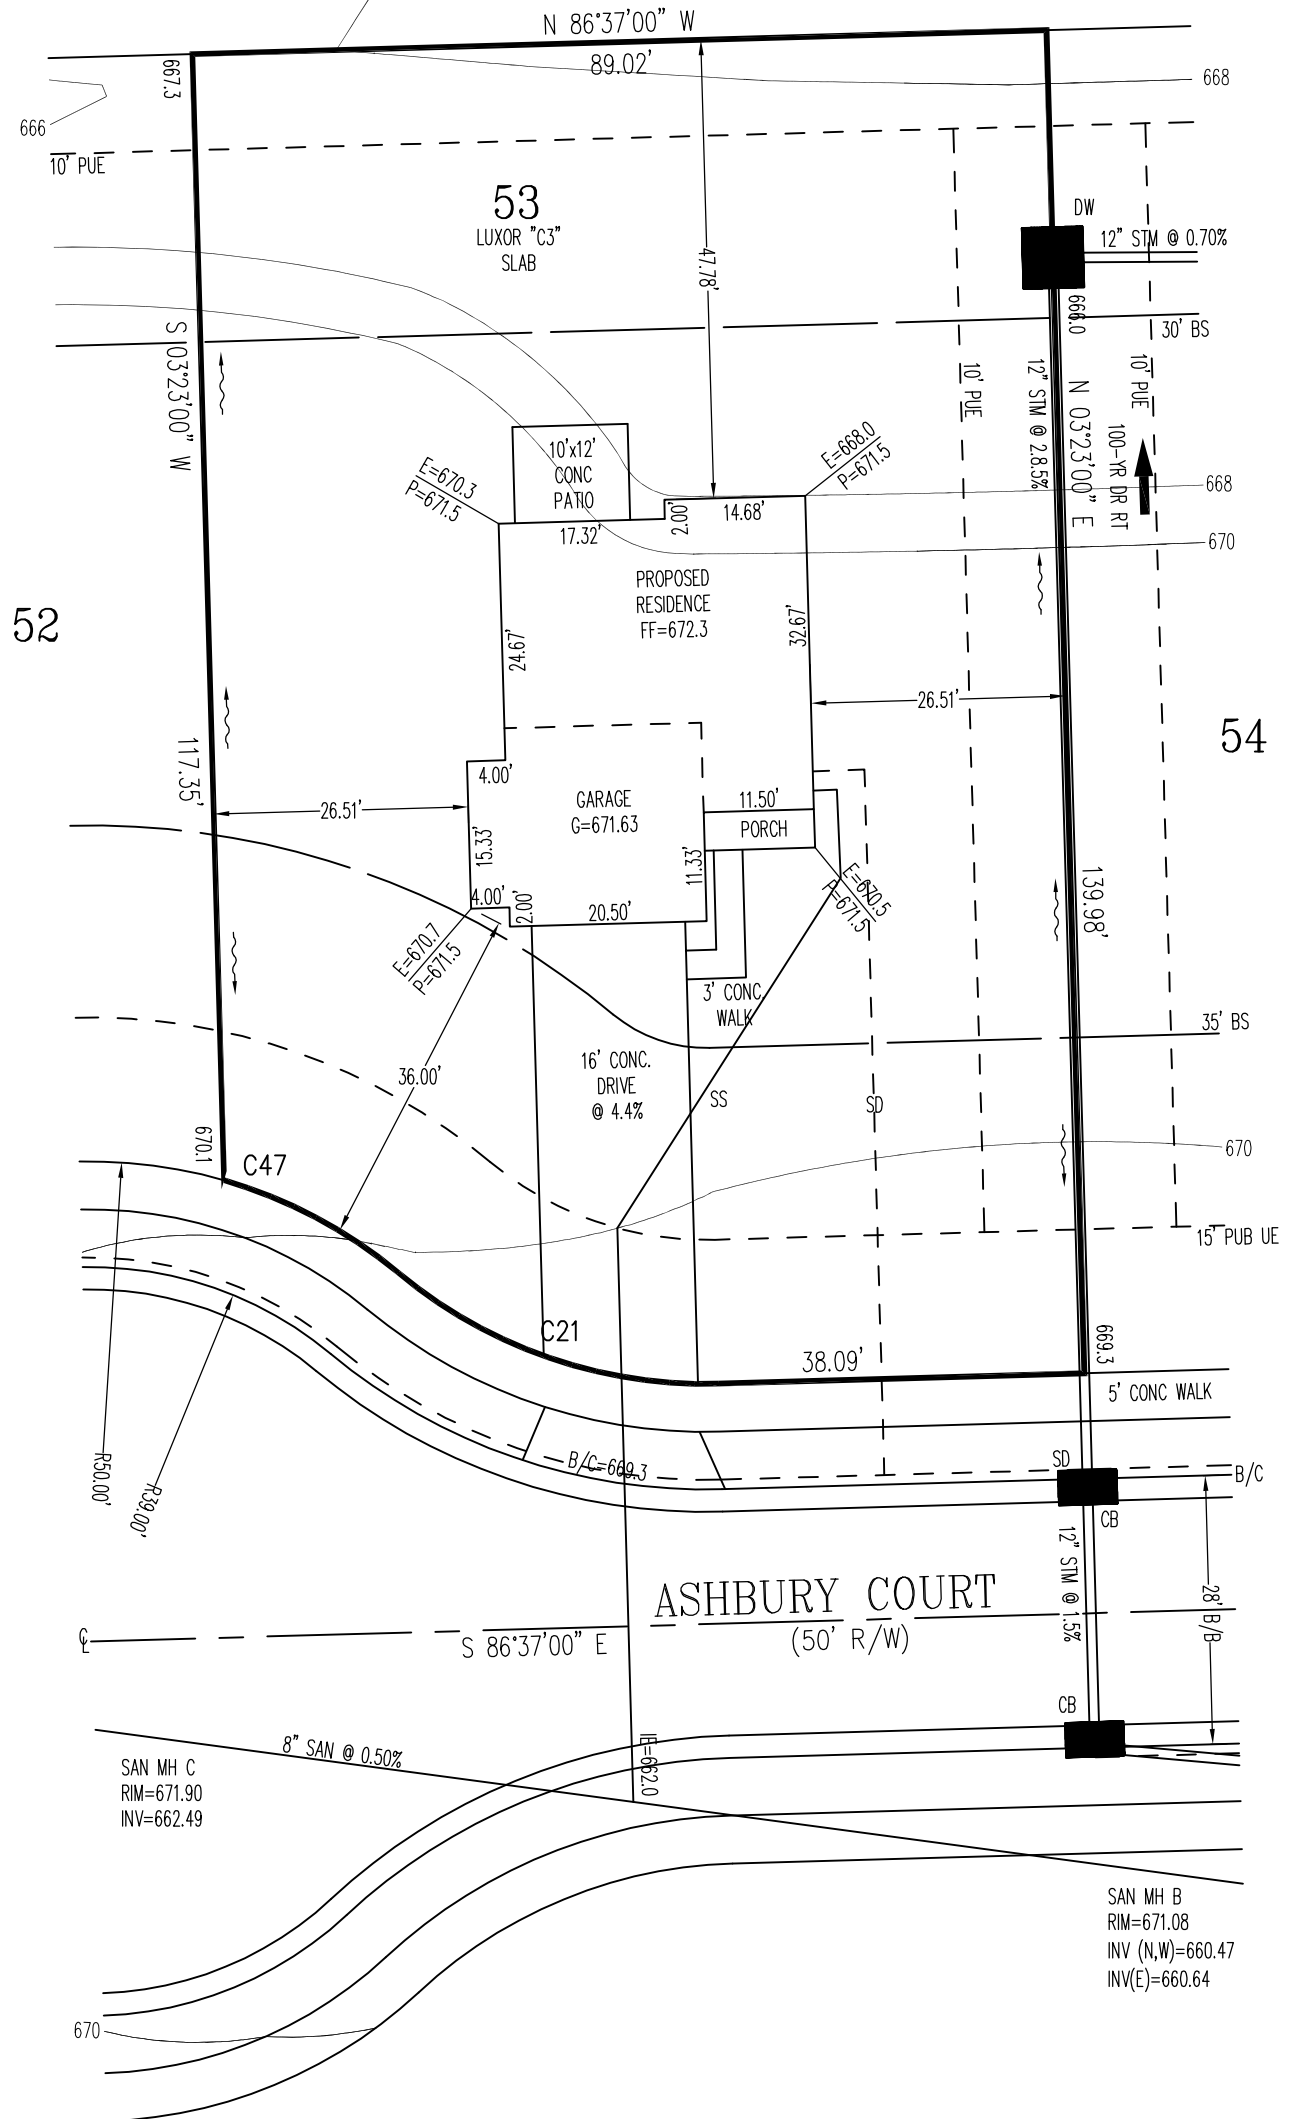 N 86°37'00" W
89.02'
667.3
668
666
10' PUE
53
LUXOR "C3"
SLAB
DW
12" STM @ 0.70%
47.78'
666.0
30' BS
S 03°23'00" W
10' PUE
12" STM @ 2.8.5%
N 03°23'00" E
10' PUE
100-YR DR RT
10'x12'
CONC
PATIO
E=670.3
P=671.5
E=668.0
P=671.5
668
17.32'
2.00'
14.68'
670
PROPOSED
RESIDENCE
FF=672.3
52
24.67'
32.67'
26.51'
54
117.35'
4.00'
GARAGE
G=671.63
11.50'
PORCH
26.51'
15.33'
11.33'
4.00'
2.00'
20.50'
E=670.5
P=671.5
139.98'
E=670.7
P=671.5
3' CONC.
WALK
35' BS
36.00'
16' CONC.
DRIVE
@ 4.4%
SS
SD
670.1
C47
670
15' PUB UE
C21
38.09'
669.3
5' CONC WALK
R50.00'
R39.00'
B/C=669.3
SD
B/C
CB
12" STM @ 1.5%
28' B/B
ASHBURY COURT
(50' R/W)
℄
S 86°37'00" E
CB
8" SAN @ 0.50%
IE=662.0
SAN MH C
RIM=671.90
INV=662.49
SAN MH B
RIM=671.08
INV (N,W)=660.47
INV(E)=660.64
670